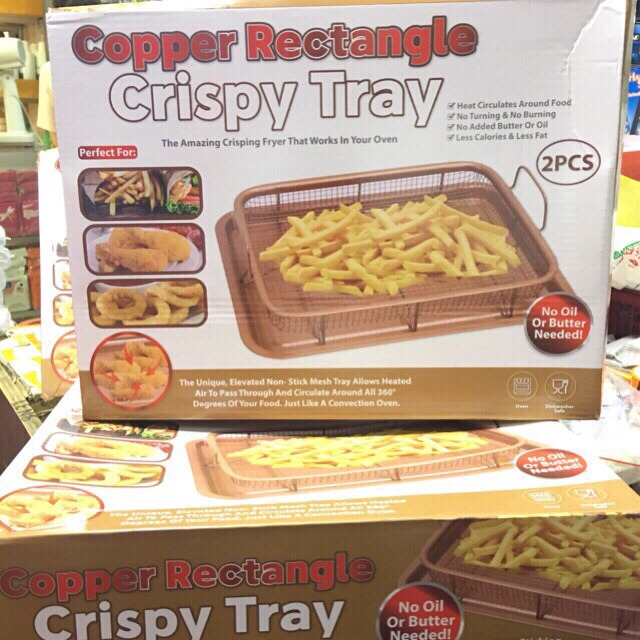 Copper Rectangle
Crispy Tray
The Amazing Crisping Fryer That Works In Your Oven
Heat Circulates Around Food
No Turning & No Burning
No Added Butter Or Oil
Less Calories & Less Fat
2PCS
Perfect For:
No Oil
Or Butter
Needed!
The Unique, Elevated Non- Stick Mesh Tray Allows Heated
Air To Pass Through And Circulate Around All 360°
Degrees Of Your Food. Just Like A Convection Oven.
Oven
Dishwasher
Safe
No Oil
Or Butter
Needed!
Copper Rectangle
Crispy Tray
No Oil
Or Butter
Needed!